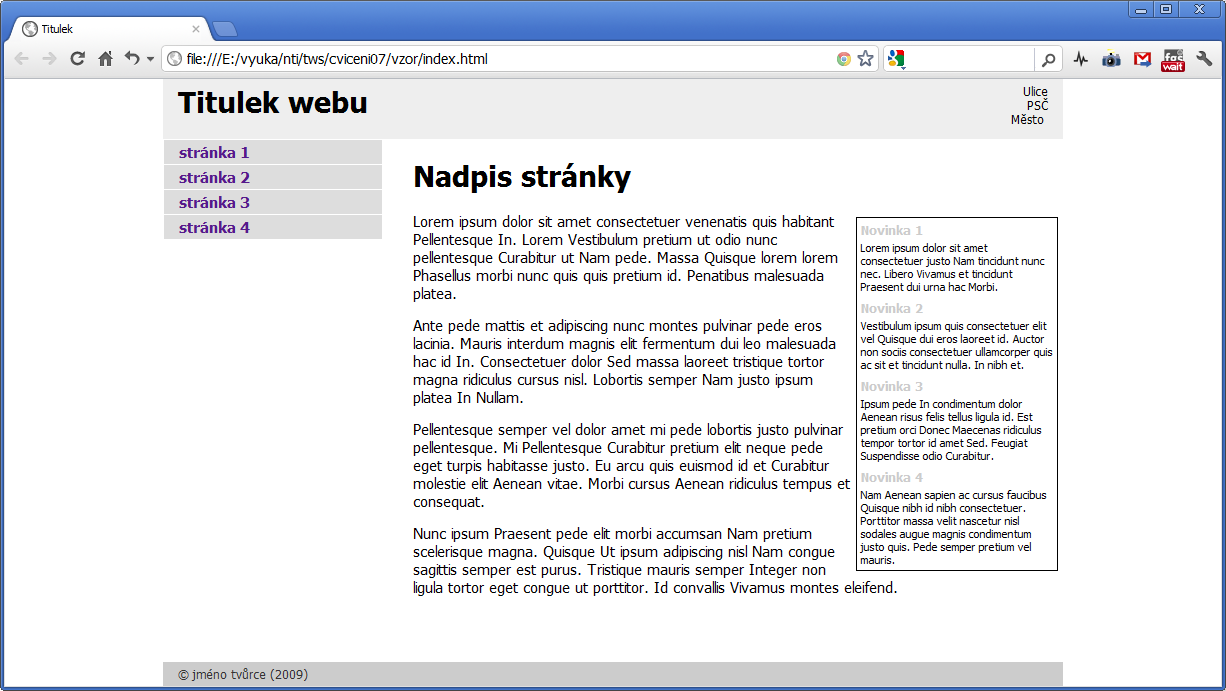 Titulek
file:///E:/vyuka/nti/tws/cviceni07/vzor/index.html
wait
Titulek webu
Ulice
PSČ
Město
stránka 1
stránka 2
stránka 3
stránka 4
Nadpis stránky
Lorem ipsum dolor sit amet consectetuer venenatis quis habitant
Pellentesque In. Lorem Vestibulum pretium ut odio nunc
pellentesque Curabitur ut Nam pede. Massa Quisque lorem lorem
Phasellus morbi nunc quis quis pretium id. Penatibus malesuada
platea.
Ante pede mattis et adipiscing nunc montes pulvinar pede eros
lacinia. Mauris interdum magnis elit fermentum dui leo malesuada
hac id In. Consectetuer dolor Sed massa laoreet tristique tortor
magna ridiculus cursus nisl. Lobortis semper Nam justo ipsum
platea In Nullam.
Pellentesque semper vel dolor amet mi pede lobortis justo pulvinar
pellentesque. Mi Pellentesque Curabitur pretium elit neque pede
eget turpis habitasse justo. Eu arcu quis euismod id et Curabitur
molestie elit Aenean vitae. Morbi cursus Aenean ridiculus tempus et
consequat.
Nunc ipsum Praesent pede elit morbi accumsan Nam pretium
scelerisque magna. Quisque Ut ipsum adipiscing nisl Nam congue
sagittis semper est purus. Tristique mauris semper Integer non
ligula tortor eget congue ut porttitor. Id convallis Vivamus montes eleifend.
Novinka 1
Lorem ipsum dolor sit amet
consectetuer justo Nam tincidunt nunc
nec. Libero Vivamus et tincidunt
Praesent dui urna hac Morbi.
Novinka 2
Vestibulum ipsum quis consectetuer elit
vel Quisque dui eros laoreet id. Auctor
non sociis consectetuer ullamcorper quis
ac sit et tincidunt nulla. In nibh et.
Novinka 3
Ipsum pede In condimentum dolor
Aenean risus felis tellus ligula id. Est
pretium orci Donec Maecenas ridiculus
tempor tortor id amet Sed. Feugiat
Suspendisse odio Curabitur.
Novinka 4
Nam Aenean sapien ac cursus faucibus
Quisque nibh id nibh consectetuer.
Porttitor massa velit nascetur nisl
sodales augue magnis condimentum
justo quis. Pede semper pretium vel
mauris.
© jméno tvůrce (2009)